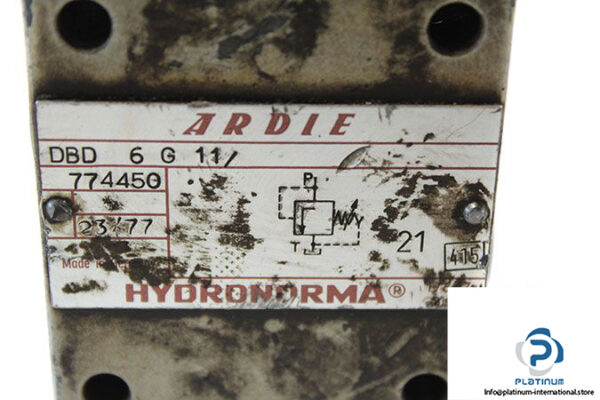 ARDIE
DBD 6 G 11/
774450
P
23/77
T
21
415
Made
HYDRONORMA®
PLATINUM
Info@platinum-international.store